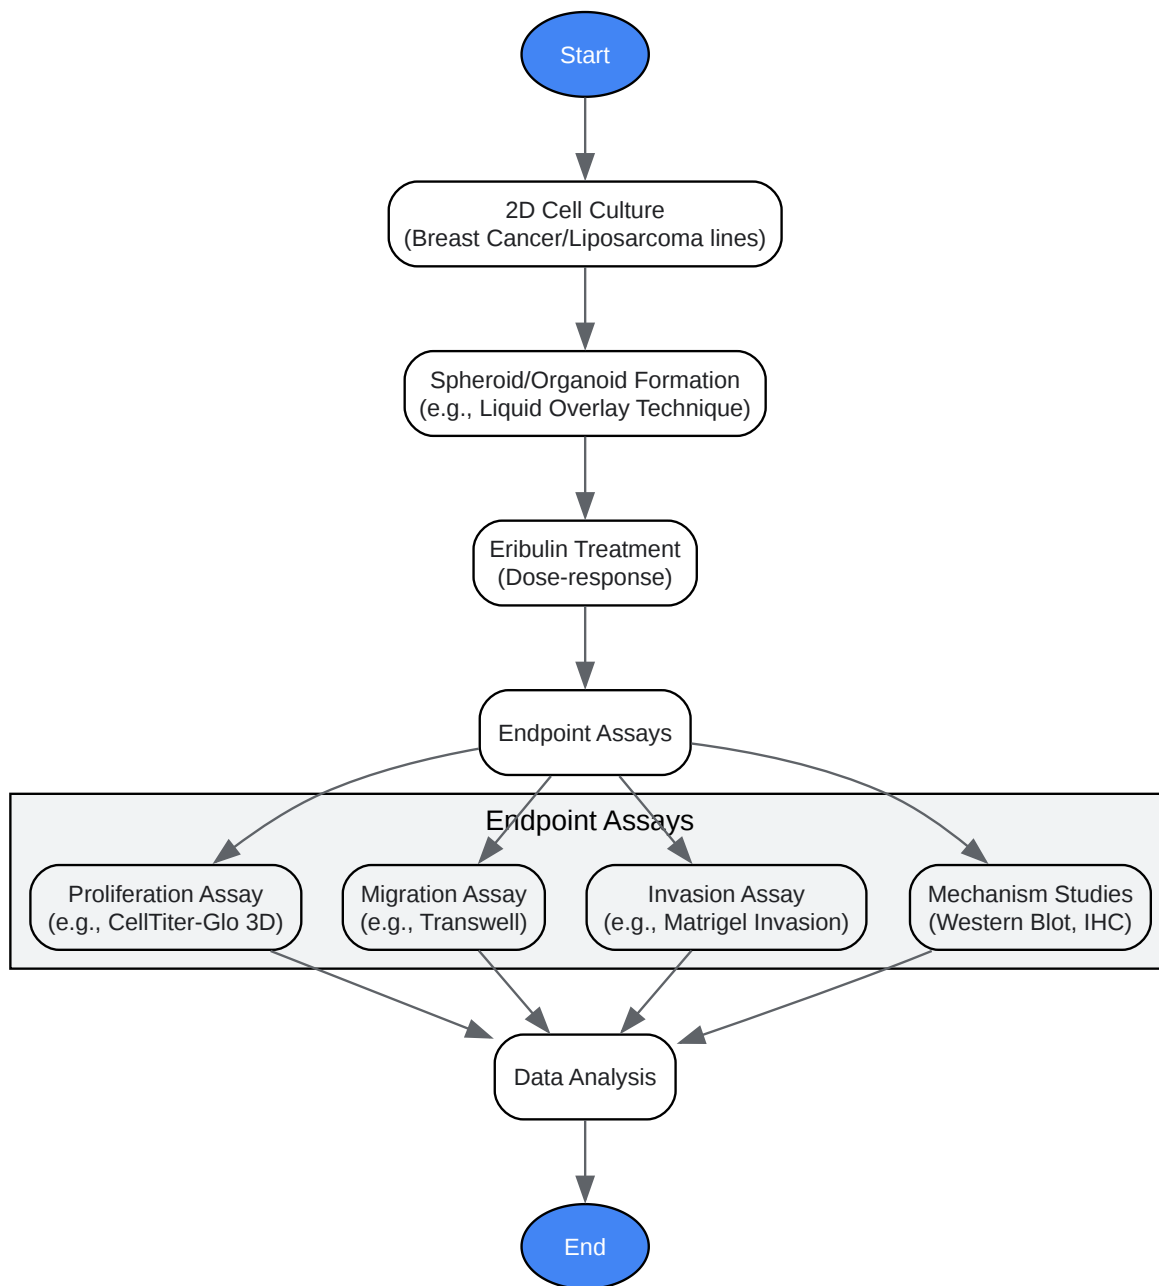 Start
2D Cell Culture
(Breast Cancer/Liposarcoma lines)
Spheroid/Organoid Formation
(e.g., Liquid Overlay Technique)
Eribulin Treatment
(Dose-response)
Endpoint Assays
Endpoint Assays
Proliferation Assay
(e.g., CellTiter-Glo 3D)
Migration Assay
(e.g., Transwell)
Invasion Assay
(e.g., Matrigel Invasion)
Mechanism Studies
(Western Blot, IHC)
Data Analysis
End